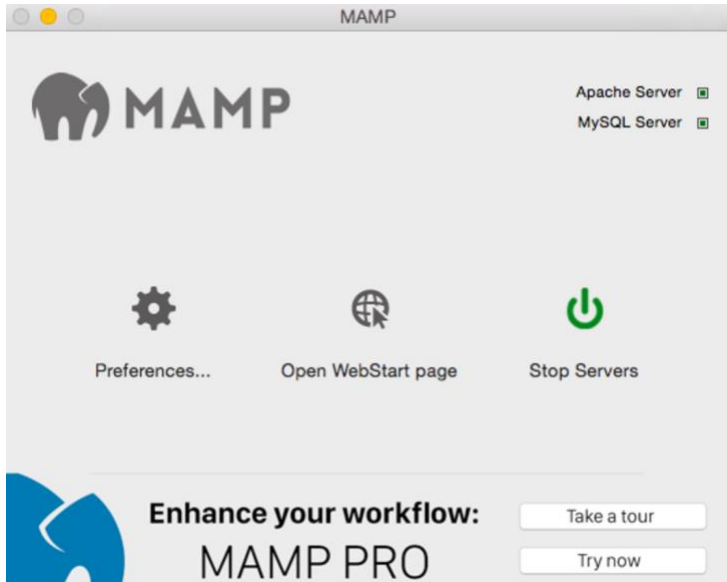 MAMP
MAMP
Apache Server
MySQL Server
Preferences...
Open WebStart page
Stop Servers
Enhance your workflow:
MAMP PRO
Take a tour
Try now